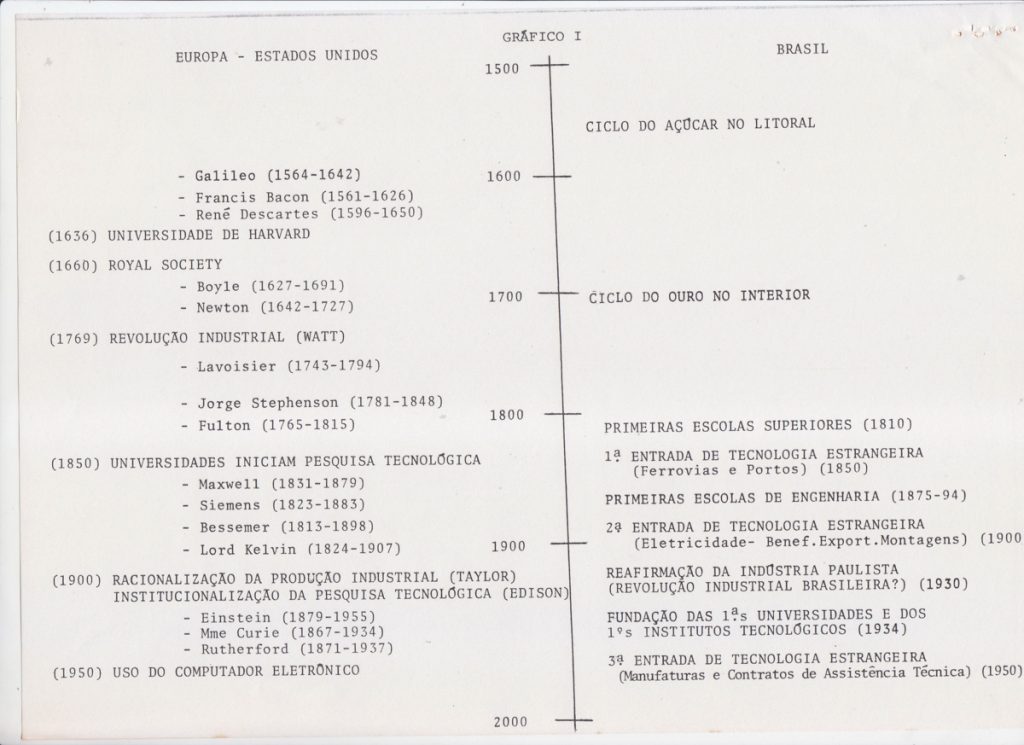 GRÁFICO I
EUROPA - ESTADOS UNIDOS
BRASIL
1500
CICLO DO AÇÚCAR NO LITORAL
- Galileo (1564-1642)
1600
- Francis Bacon (1561-1626)
- René Descartes (1596-1650)
(1636) UNIVERSIDADE DE HARVARD
(1660) ROYAL SOCIETY
- Boyle (1627-1691)
1700
CICLO DO OURO NO INTERIOR
- Newton (1642-1727)
(1769) REVOLUÇÃO INDUSTRIAL (WATT)
- Lavoisier (1743-1794)
- Jorge Stephenson (1781-1848)
1800
- Fulton (1765-1815)
PRIMEIRAS ESCOLAS SUPERIORES (1810)
(1850) UNIVERSIDADES INICIAM PESQUISA TECNOLÓGICA
1ª ENTRADA DE TECNOLOGIA ESTRANGEIRA
(Ferrovias e Portos) (1850)
- Maxwell (1831-1879)
- Siemens (1823-1883)
PRIMEIRAS ESCOLAS DE ENGENHARIA (1875-94)
- Bessemer (1813-1898)
2ª ENTRADA DE TECNOLOGIA ESTRANGEIRA
(Eletricidade- Benef.Export.Montagens) (1900
- Lord Kelvin (1824-1907)
1900
(1900) RACIONALIZAÇÃO DA PRODUÇÃO INDUSTRIAL (TAYLOR)
INSTITUCIONALIZAÇÃO DA PESQUISA TECNOLÓGICA (EDISON)
REAFIRMAÇÃO DA INDÚSTRIA PAULISTA
(REVOLUÇÃO INDUSTRIAL BRASILEIRA?) (1930)
- Einstein (1879-1955)
- Mme Curie (1867-1934)
- Rutherford (1871-1937)
FUNDAÇÃO DAS 1ªs UNIVERSIDADES E DOS
1ºs INSTITUTOS TECNOLÓGICOS (1934)
(1950) USO DO COMPUTADOR ELETRÔNICO
3ª ENTRADA DE TECNOLOGIA ESTRANGEIRA
(Manufaturas e Contratos de Assistência Técnica) (1950)
2000